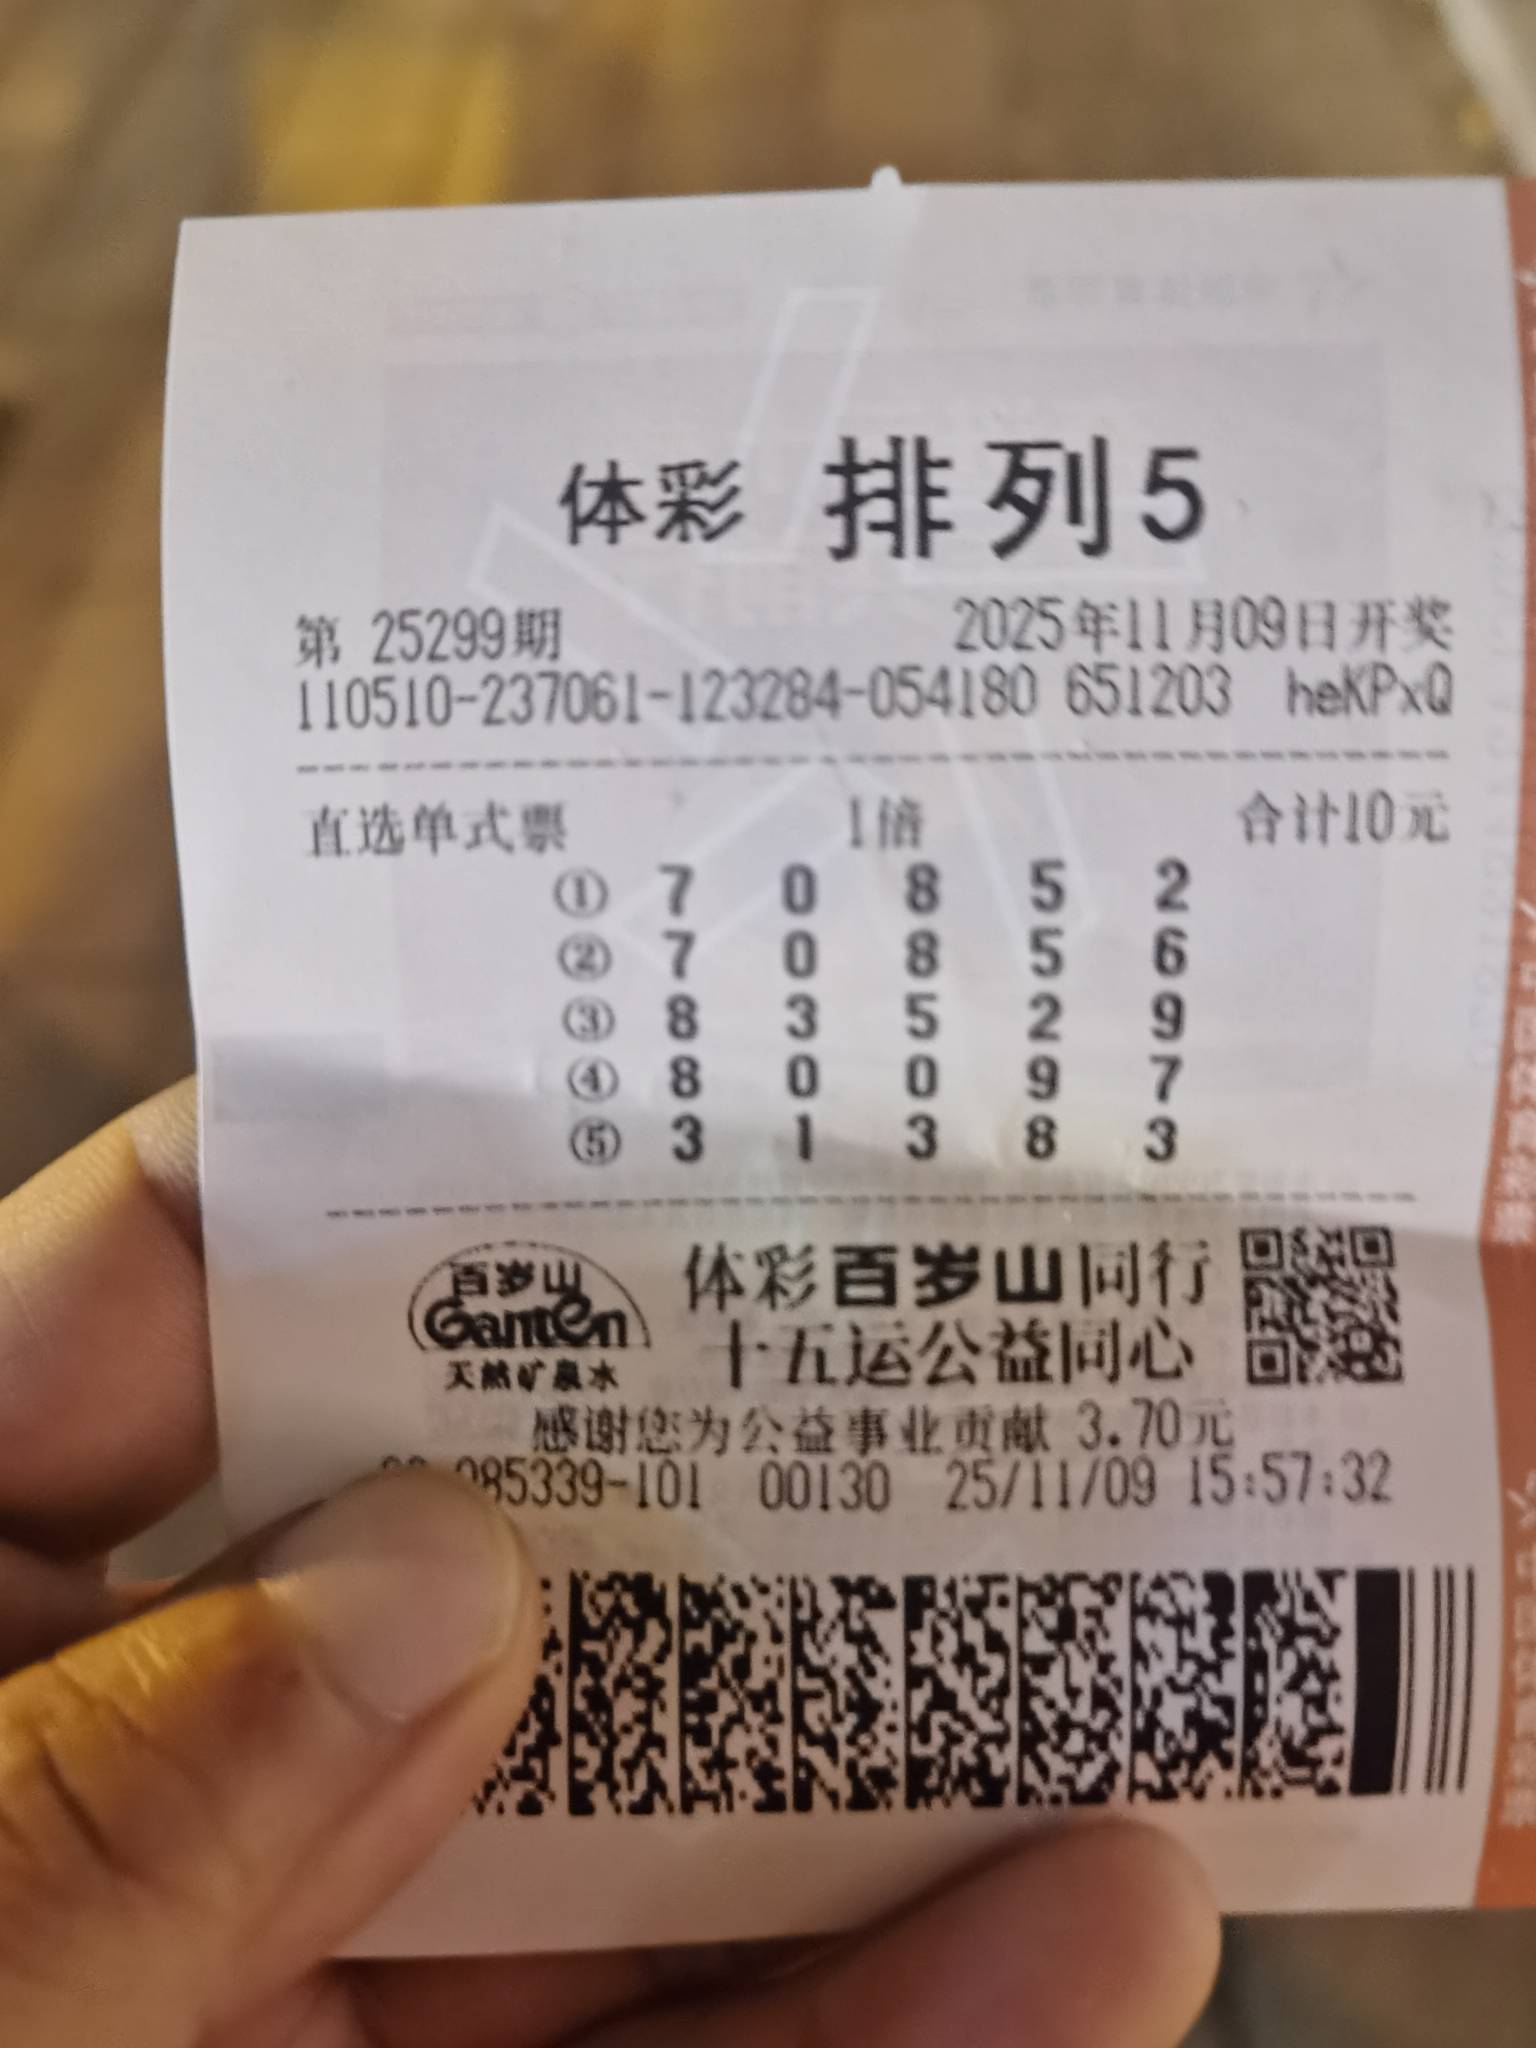 体彩 排列5
第 25299期 2025年11月09日开奖
110510-237061-123284-054180 651203 heKPxQ
直选单式票 1倍 合计10元
① 7 0 8 5 2
② 7 0 8 5 6
③ 8 3 5 2 9
④ 8 0 0 9 7
⑤ 3 1 3 8 3
百岁山
Ganten
天然矿泉水
体彩百岁山同行
十五运公益同心
感谢您为公益事业贡献 3.70元
085339-101 00130 25/11/09 15:57:32